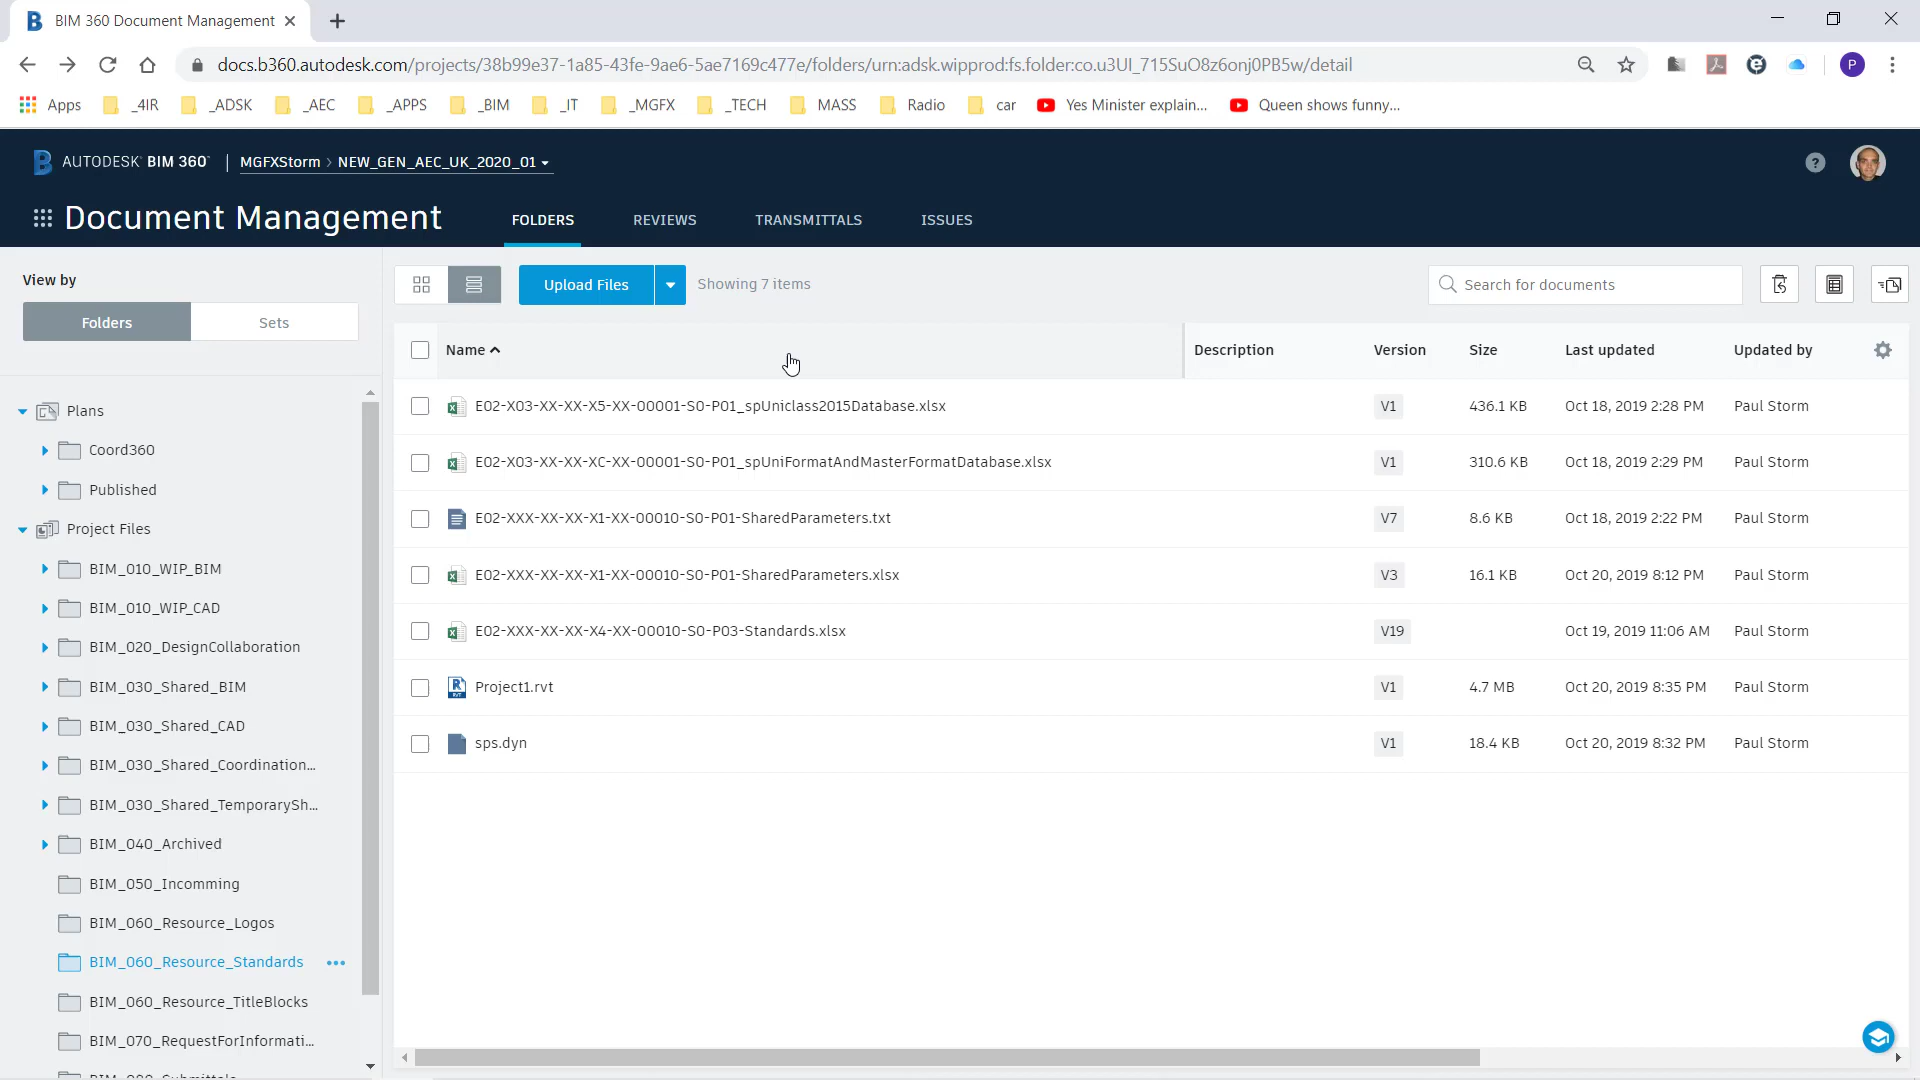 BIM 360 Document Management
docs.b360.autodesk.com/projects/38b99e37-1a85-43fe-9ae6-5ae7169c477e/folders/urn:adsk.wipprod:fs.folder:co.u3UI_715SuO8z6onj0PB5w/detail
P
Apps _4IR _ADSK _AEC _APPS _BIM _IT _MGFX _TECH MASS Radio car Yes Minister explain... Queen shows funny...
AUTODESK BIM 360 MGFXStorm > NEW_GEN_AEC_UK_2020_01
Document Management FOLDERS REVIEWS TRANSMITTALS ISSUES
View by
Folders Sets
Upload Files Showing 7 items Search for documents
Plans
Coord360
Published
Project Files
BIM_010_WIP_BIM
BIM_010_WIP_CAD
BIM_020_DesignCollaboration
BIM_030_Shared_BIM
BIM_030_Shared_CAD
BIM_030_Shared_Coordination...
BIM_030_Shared_TemporarySh...
BIM_040_Archived
BIM_050_Incomming
BIM_060_Resource_Logos
BIM_060_Resource_Standards
BIM_060_Resource_TitleBlocks
BIM_070_RequestForInformati...
Name Description Version Size Last updated Updated by
E02-X03-XX-XX-X5-XX-00001-S0-P01_spUniclass2015Database.xlsx V1 436.1 KB Oct 18, 2019 2:28 PM Paul Storm
E02-X03-XX-XX-XC-XX-00001-S0-P01_spUniFormatAndMasterFormatDatabase.xlsx V1 310.6 KB Oct 18, 2019 2:29 PM Paul Storm
E02-XXX-XX-XX-X1-XX-00010-S0-P01-SharedParameters.txt V7 8.6 KB Oct 18, 2019 2:22 PM Paul Storm
E02-XXX-XX-XX-X1-XX-00010-S0-P01-SharedParameters.xlsx V3 16.1 KB Oct 20, 2019 8:12 PM Paul Storm
E02-XXX-XX-XX-X4-XX-00010-S0-P03-Standards.xlsx V19 Oct 19, 2019 11:06 AM Paul Storm
Project1.rvt V1 4.7 MB Oct 20, 2019 8:35 PM Paul Storm
sps.dyn V1 18.4 KB Oct 20, 2019 8:32 PM Paul Storm